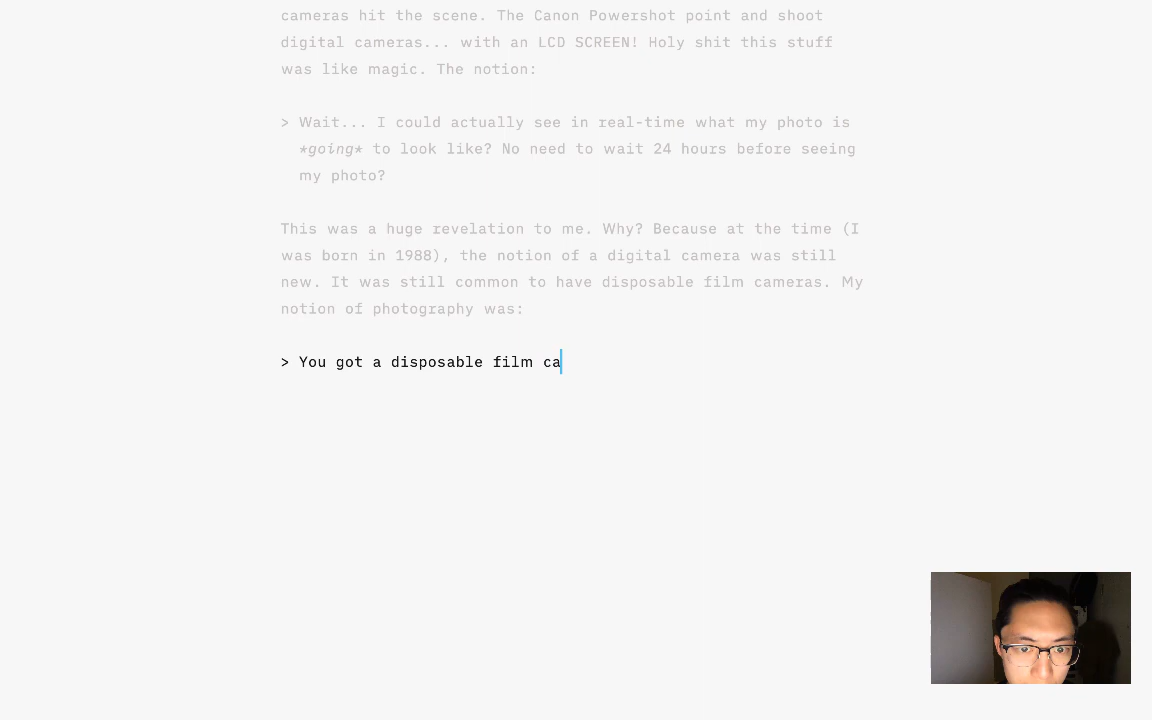 cameras hit the scene. The Canon Powershot point and shoot
digital cameras... with an LCD SCREEN! Holy shit this stuff
was like magic. The notion:
> Wait... I could actually see in real-time what my photo is
*going* to look like? No need to wait 24 hours before seeing
my photo?
This was a huge revelation to me. Why? Because at the time (I
was born in 1988), the notion of a digital camera was still
new. It was still common to have disposable film cameras. My
notion of photography was:
> You got a disposable film ca